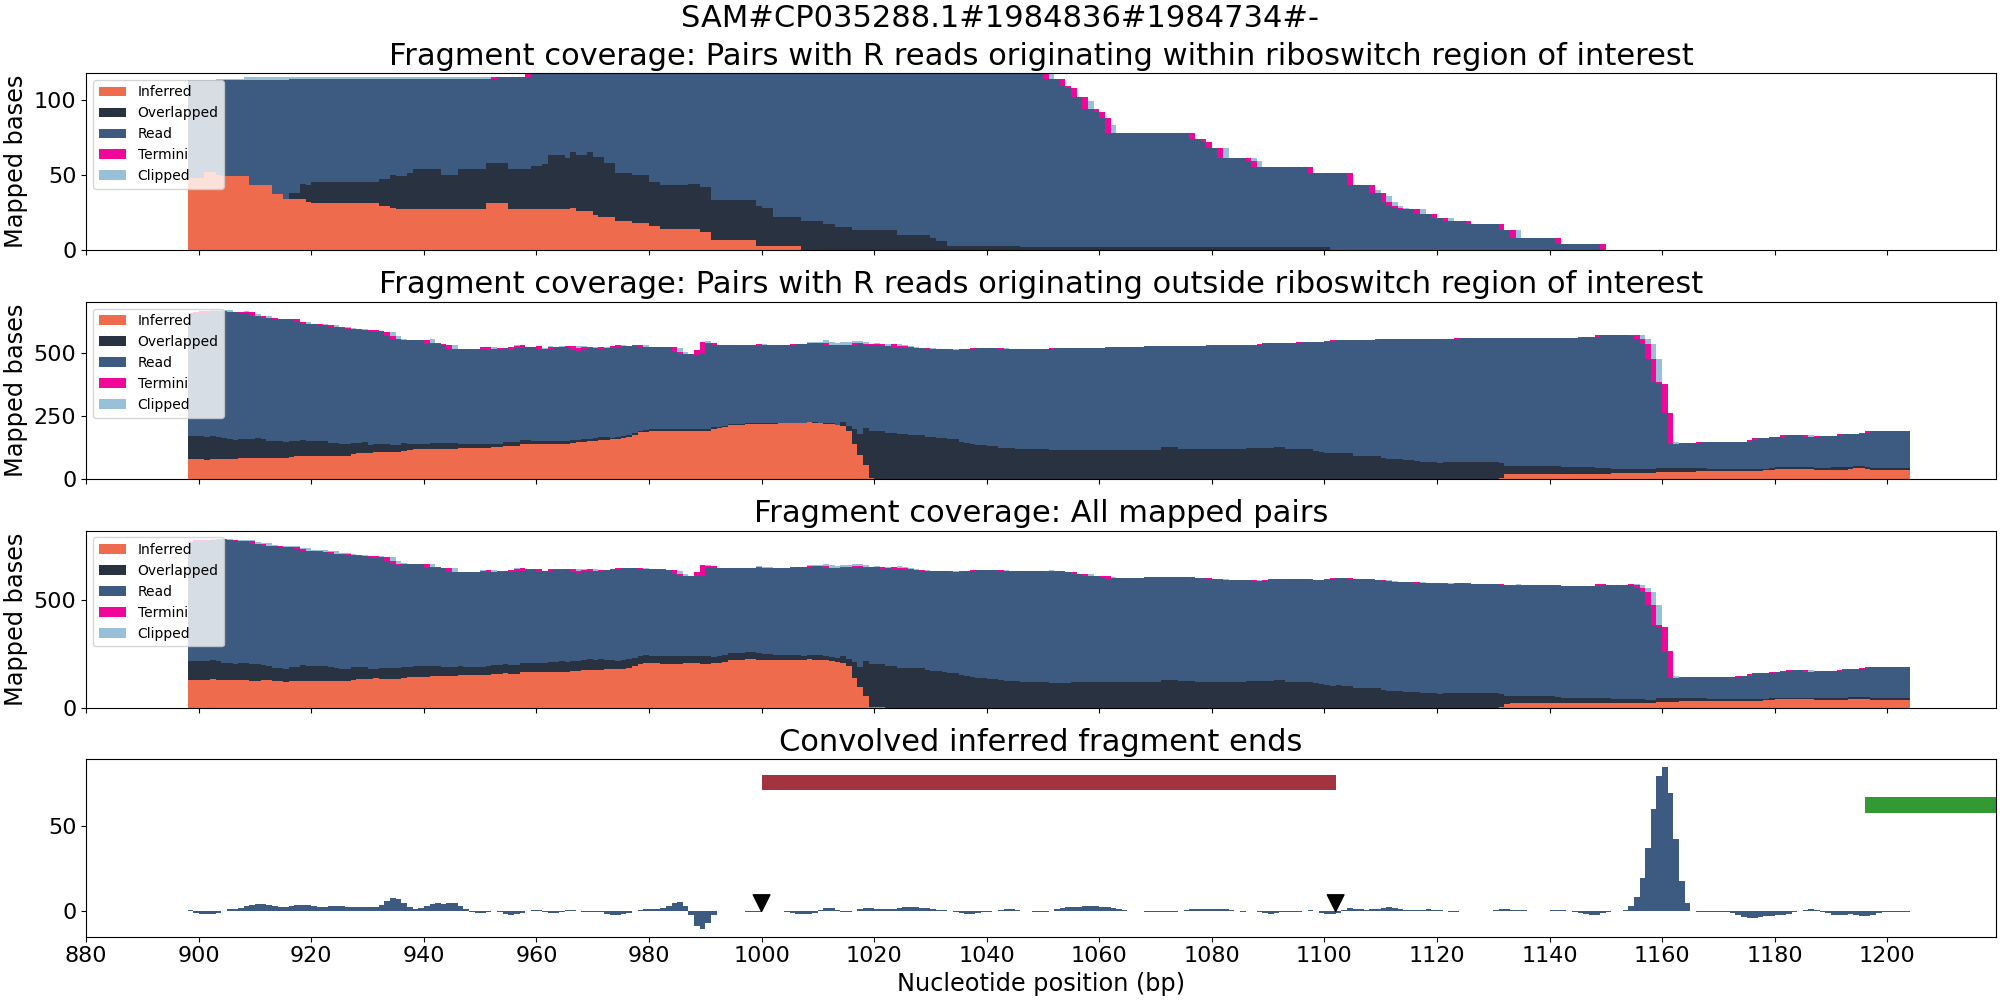 SAM#CP035288.1#1984836#1984734#-
Fragment coverage: Pairs with R reads originating within riboswitch region of interest
Mapped bases
100
50
0
Inferred
Overlapped
Read
Termini
Clipped
Fragment coverage: Pairs with R reads originating outside riboswitch region of interest
Mapped bases
500
250
0
Inferred
Overlapped
Read
Termini
Clipped
Fragment coverage: All mapped pairs
Mapped bases
500
0
Inferred
Overlapped
Read
Termini
Clipped
Convolved inferred fragment ends
50
0
880 900 920 940 960 980 1000 1020 1040 1060 1080 1100 1120 1140 1160 1180 1200
Nucleotide position (bp)